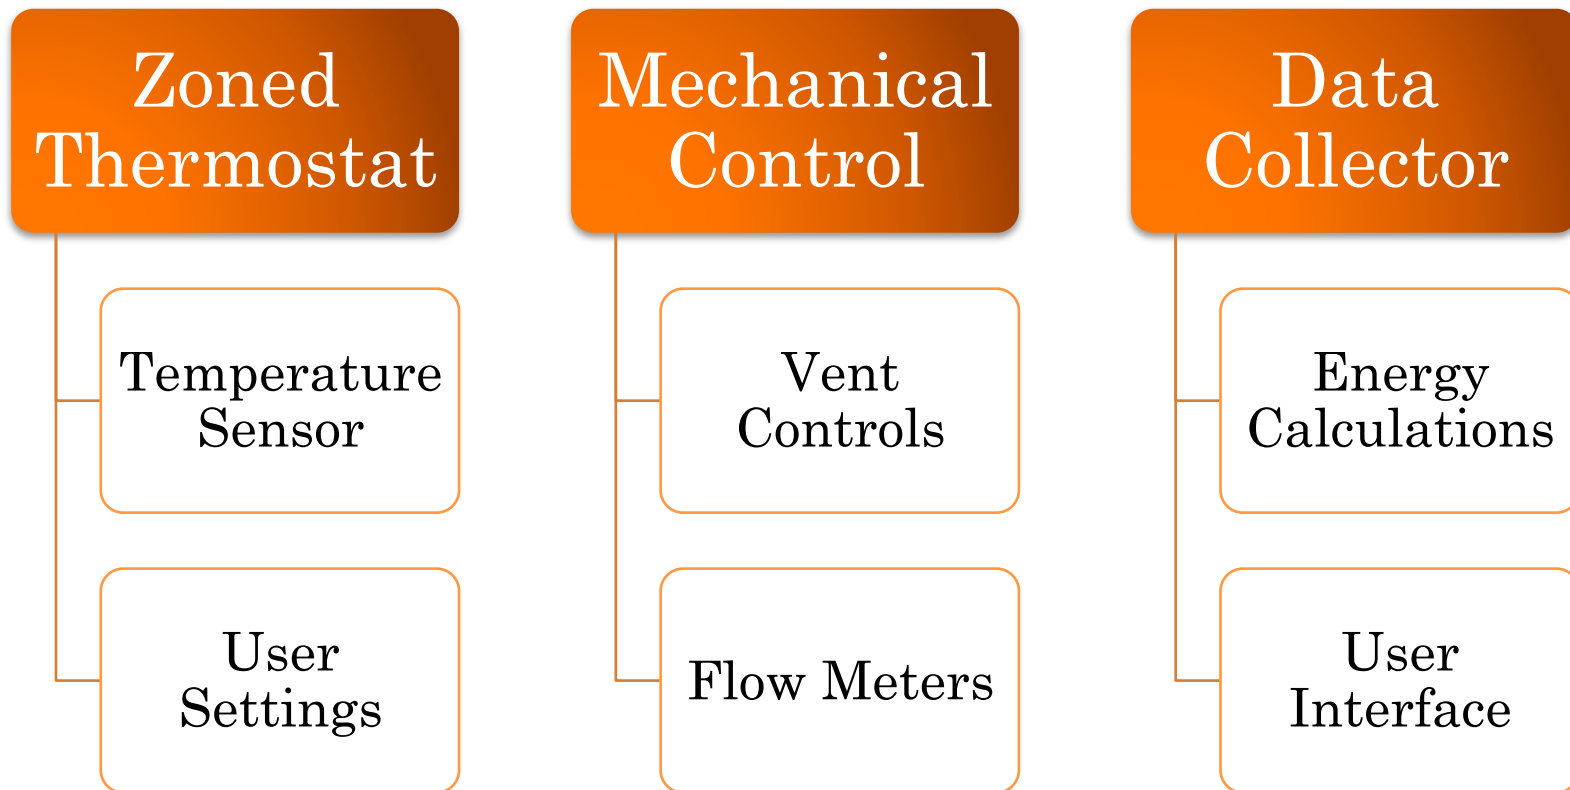 Zoned
Thermostat
Temperature
Sensor
User
Settings
Mechanical
Control
Vent
Controls
Flow Meters
Data
Collector
Energy
Calculations
User
Interface